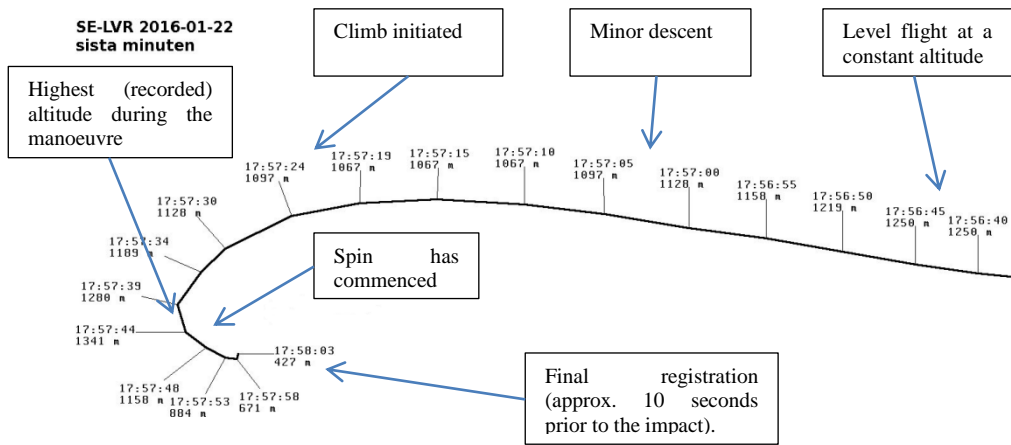 SE-LVR 2016-01-22
sista minuten
Climb initiated
Minor descent
Level flight at a
constant altitude
Highest (recorded)
altitude during the
manoeuvre
17:57:24
1097 m
17:57:19
1067 m
17:57:15
1067 m
17:57:10
1067 m
17:57:05
1097 m
17:57:00
1128 m
17:56:55
1158 m
17:56:50
1219 m
17:56:45
1250 m
17:56:40
1250 m
17:57:30
1128 m
17:57:34
1189 m
17:57:39
1280 m
17:57:44
1341 m
Spin has
commenced
17:57:48
1158 m
17:57:53
884 m
17:57:58
671 m
17:58:03
427 m
Final registration
(approx. 10 seconds
prior to the impact).